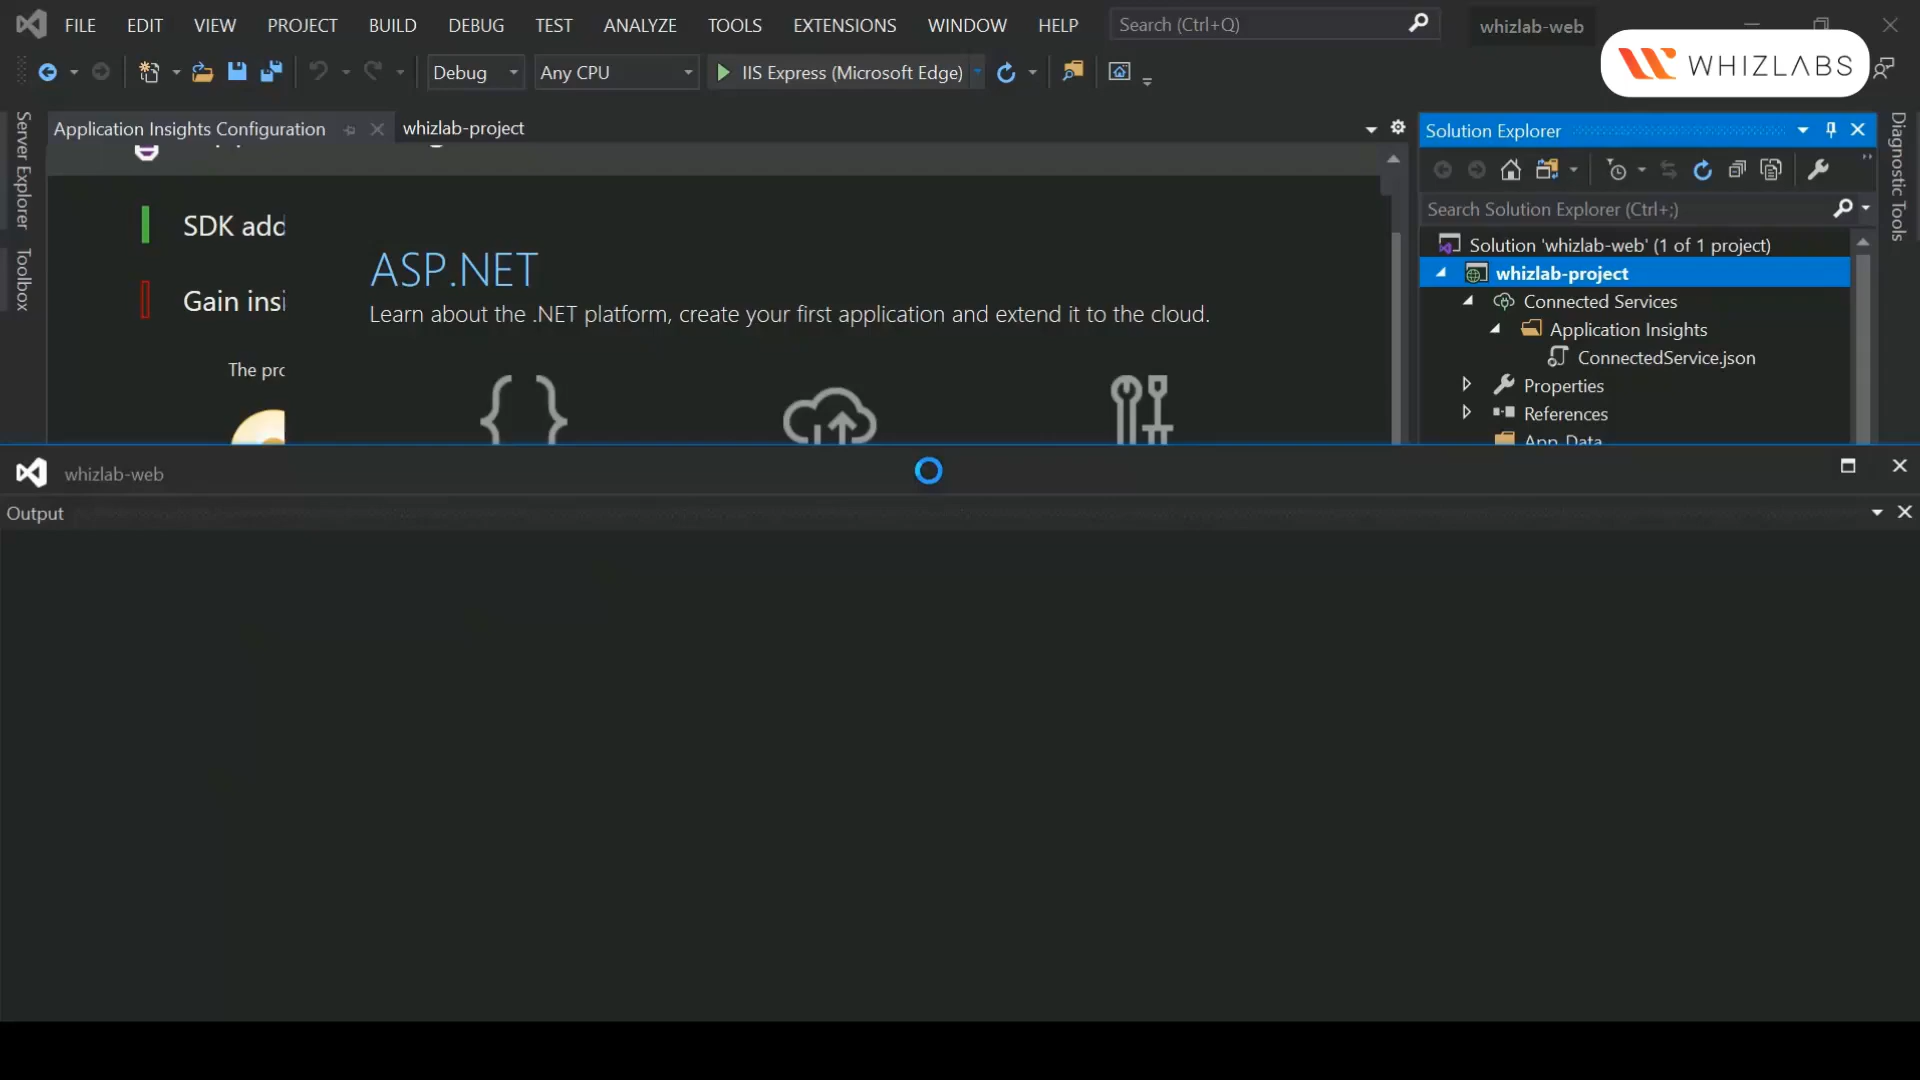 FILE EDIT VIEW PROJECT BUILD DEBUG TEST ANALYZE TOOLS EXTENSIONS WINDOW HELP Search (Ctrl+Q) whizlab-web
WHIZLABS
Debug Any CPU IIS Express (Microsoft Edge)
Server Explorer
Toolbox
Application Insights Configuration whizlab-project
SDK add
Gain insi
The pro
ASP.NET
Learn about the .NET platform, create your first application and extend it to the cloud.
Solution Explorer
Search Solution Explorer (Ctrl+;)
Solution 'whizlab-web' (1 of 1 project)
whizlab-project
Connected Services
Application Insights
ConnectedService.json
Properties
References
App_Data
Diagnostic Tools
whizlab-web
Output